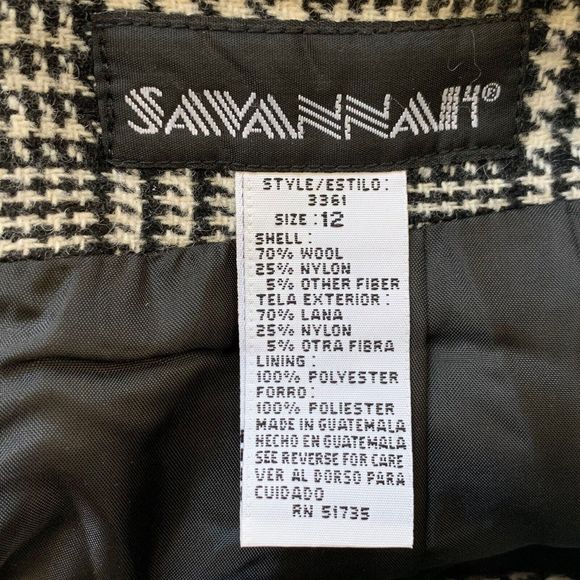 SAVANNAH®
STYLE/ESTILO:
3361
SIZE: 12
SHELL:
70% WOOL
25% NYLON
5% OTHER FIBER
TELA EXTERIOR:
70% LANA
25% NYLON
5% OTRA FIBRA
LINING:
100% POLYESTER
FORRO:
100% POLIESTER
MADE IN GUATEMALA
HECHO EN GUATEMALA
SEE REVERSE FOR CARE
VER AL DORSO PARA
CUIDADO
RN 51735